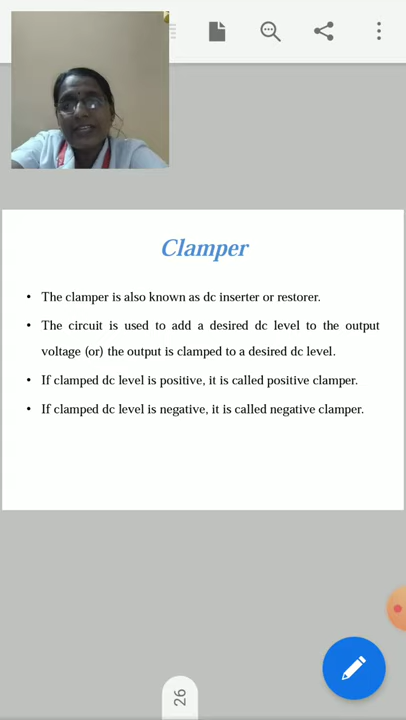 Clamper
• The clamper is also known as dc inserter or restorer.
• The circuit is used to add a desired dc level to the output
voltage (or) the output is clamped to a desired dc level.
• If clamped dc level is positive, it is called positive clamper.
• If clamped dc level is negative, it is called negative clamper.
26